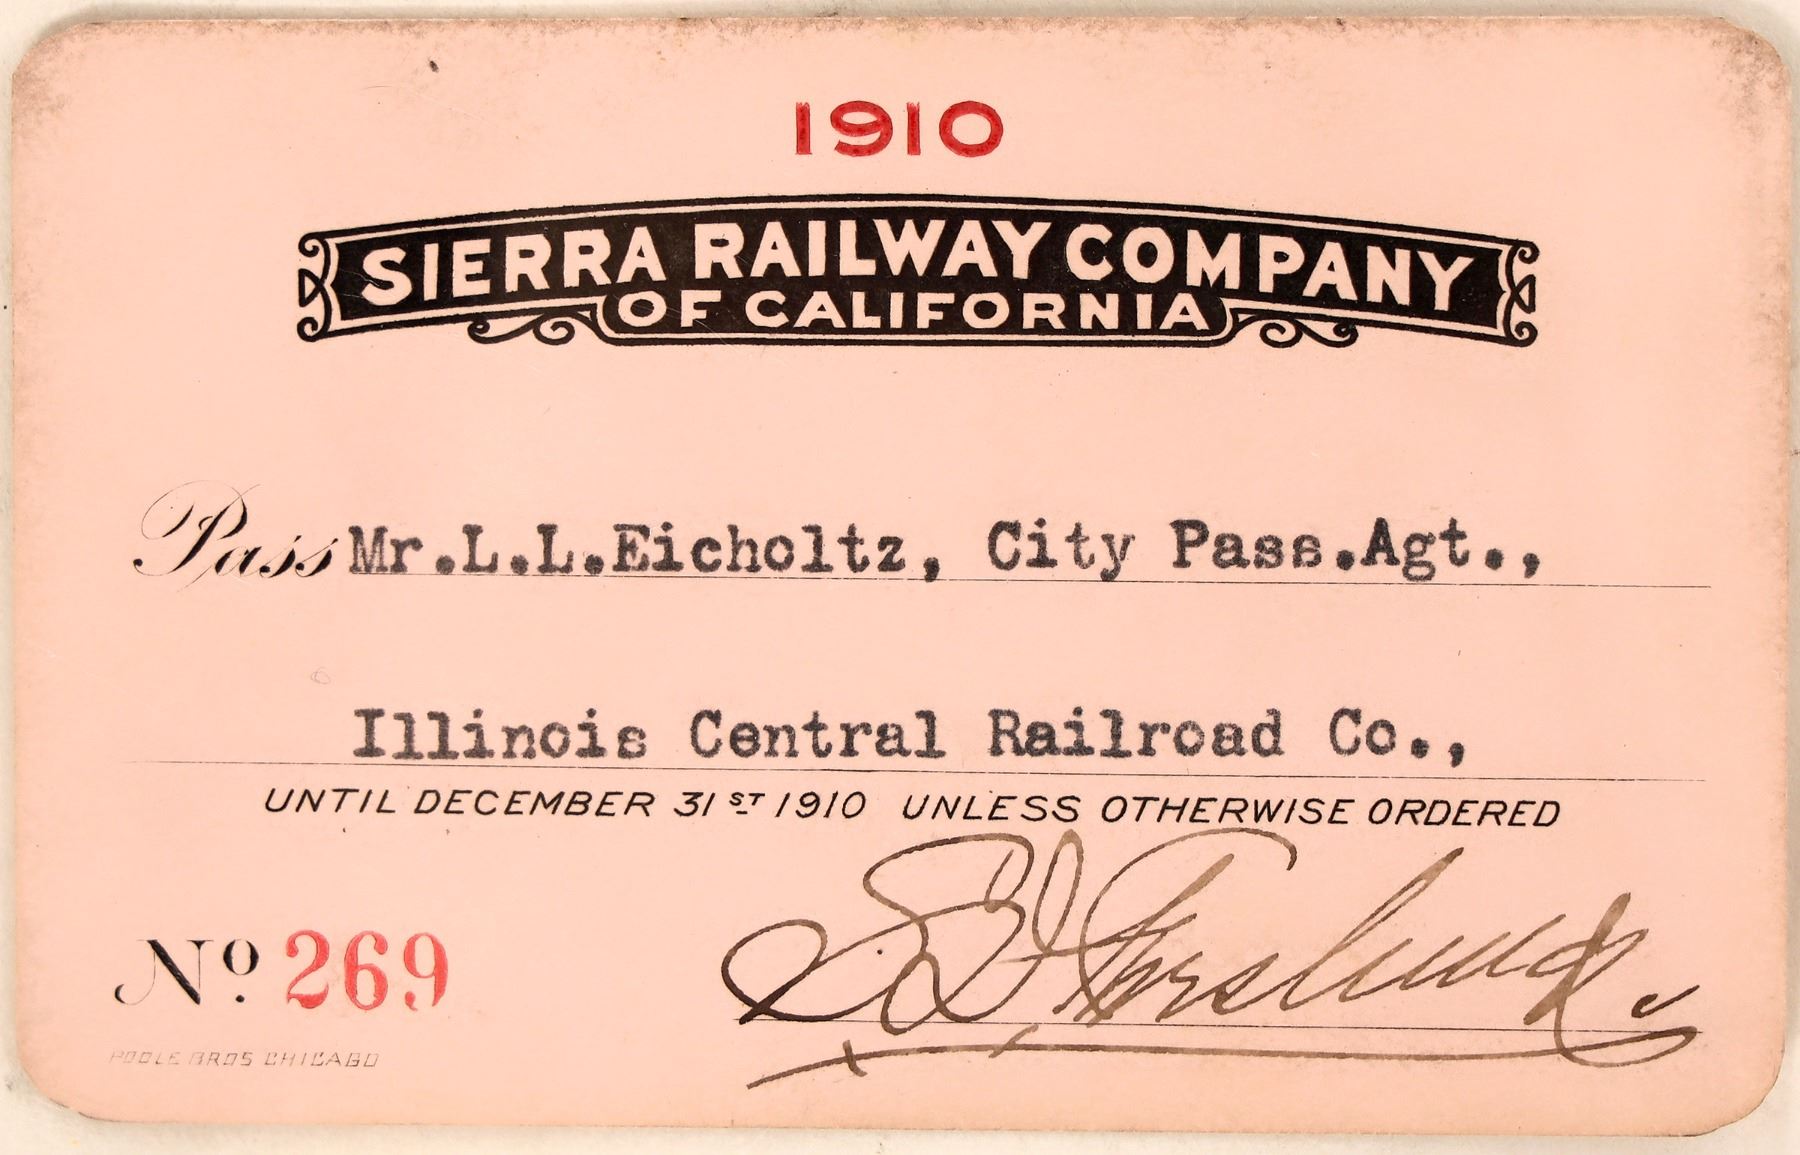 1910
SIERRA RAILWAY COMPANY
OF CALIFORNIA
Pass Mr.L.L.Eicholtz, City Pass.Agt.,
Illinois Central Railroad Co.,
UNTIL DECEMBER 31ST 1910 UNLESS OTHERWISE ORDERED
No. 269
POOLE BROS CHICAGO